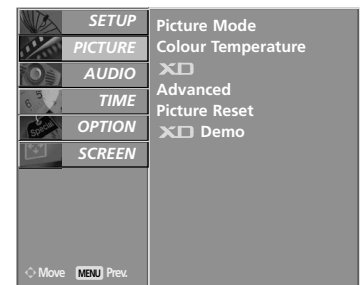 SETUP
PICTURE
AUDIO
TIME
OPTION
SCREEN
Move MENU Prev.
Picture Mode
Colour Temperature
XD
Advanced
Picture Reset
XD Demo